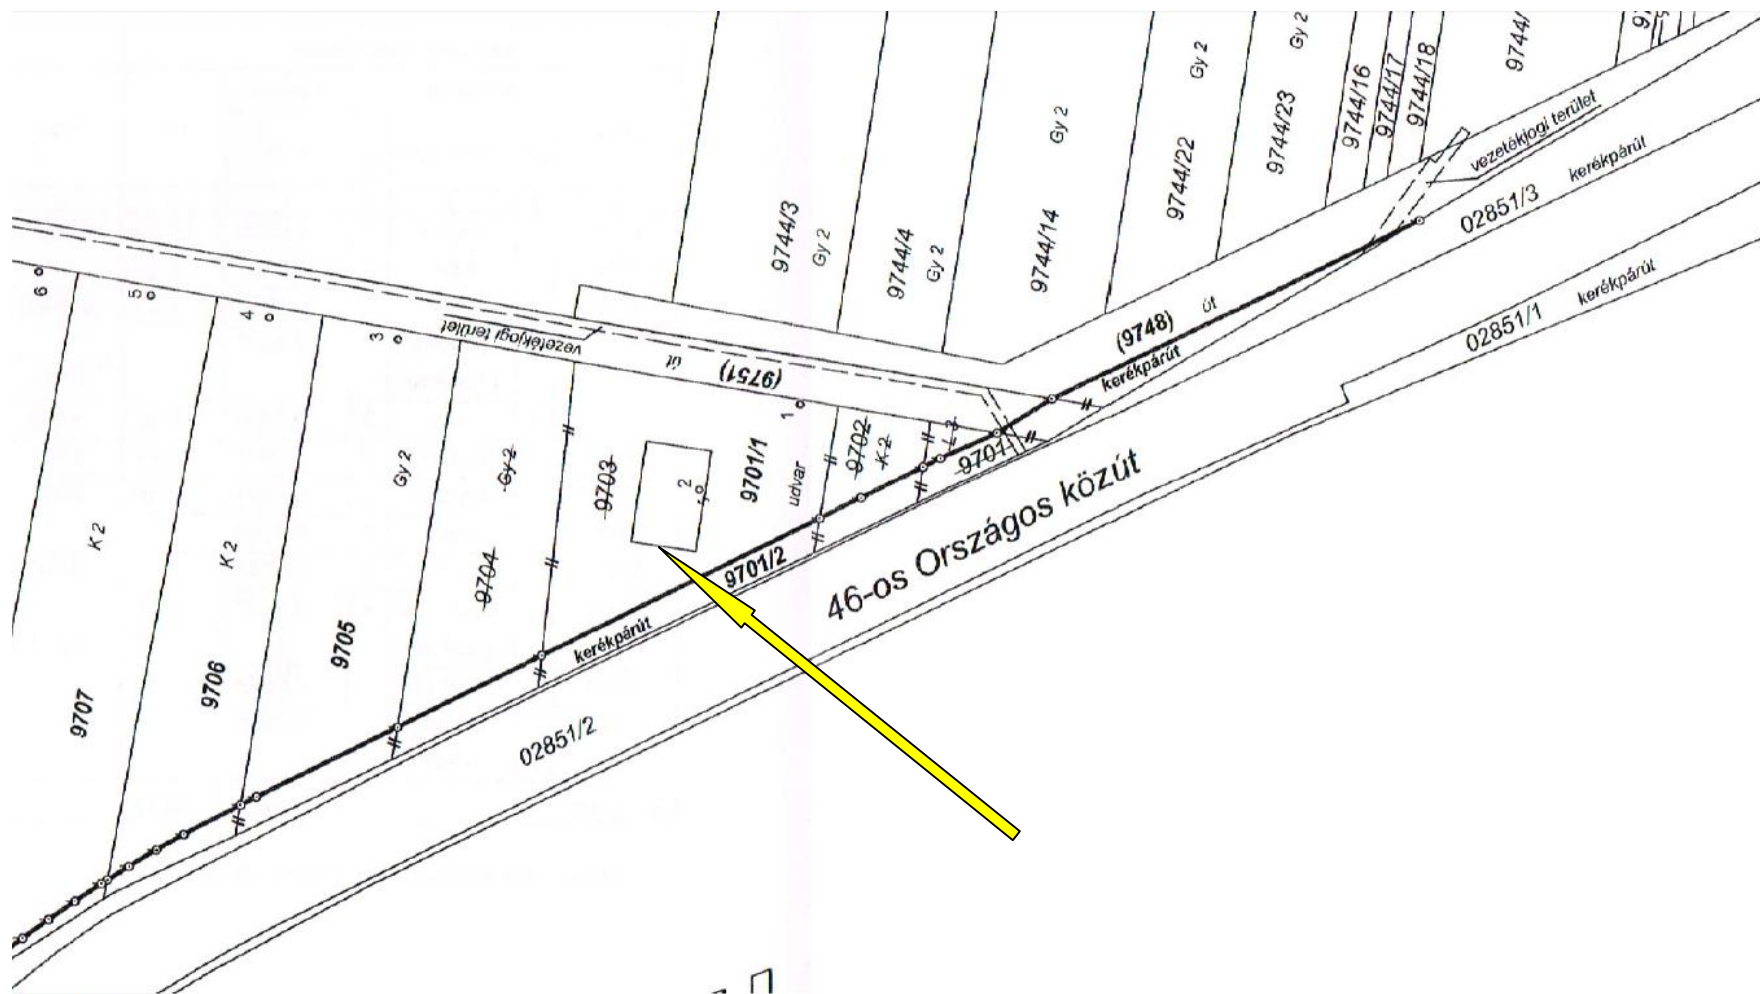 9744/3
Gy 2
9744/4
Gy 2
9744/14
Gy 2
9744/22
Gy 2
9744/23
Gy 2
9744/16
9744/17
9744/18
9744/
vezetékjogi terület
kerékpárút
02851/3
kerékpárút
02851/1
(9748)
út
kerékpárút
6
5
4
3
vezetékjogi terület
út
(9751)
1
9707
K 2
9706
K 2
9705
Gy 2
9704
Gy 2
9703
2
9701/1
udvar
9702
K 2
9701
9701/2
kerékpárút
46-os Országos közút
02851/2